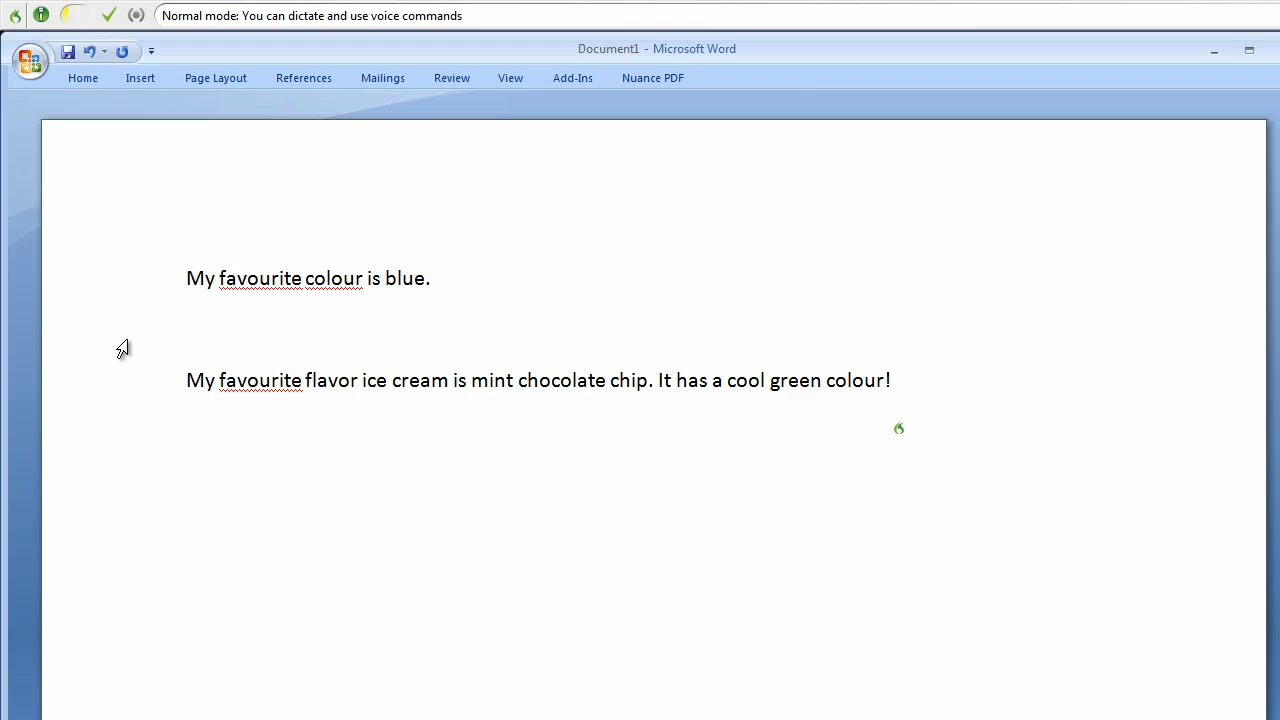 Normal mode: You can dictate and use voice commands
Document1 - Microsoft Word
Home Insert Page Layout References Mailings Review View Add-Ins Nuance PDF
My favourite colour is blue.
My favourite flavor ice cream is mint chocolate chip. It has a cool green colour!